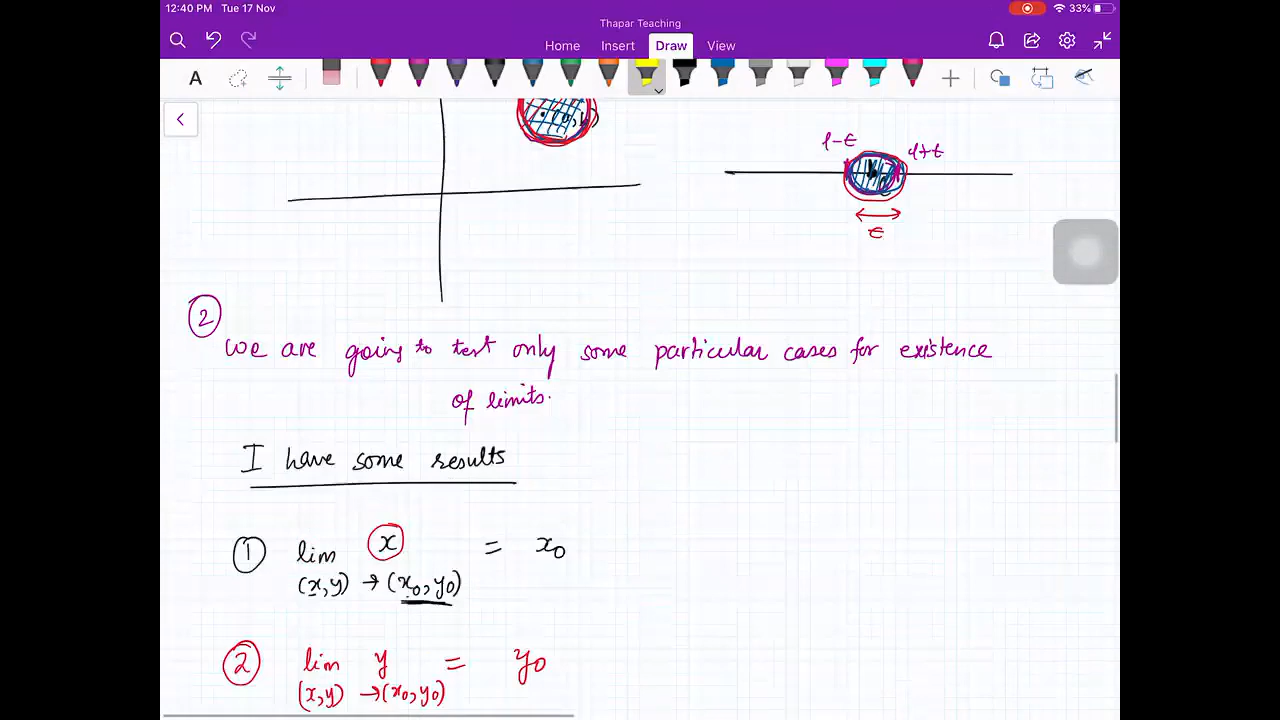 12:40 PM Tue 17 Nov
33%
Thapar Teaching
Home Insert Draw View
A
l-ε l+ε
ε
②
We are going to test only some particular cases for existence
of limits.
I have some results
① lim x = x₀
(x,y) → (x₀,y₀)
② lim y = y₀
(x,y) → (x₀,y₀)